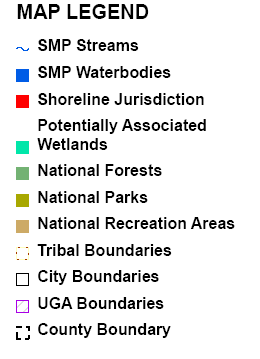 MAP LEGEND
SMP Streams
SMP Waterbodies
Shoreline Jurisdiction
Potentially Associated
Wetlands
National Forests
National Parks
National Recreation Areas
Tribal Boundaries
City Boundaries
UGA Boundaries
County Boundary